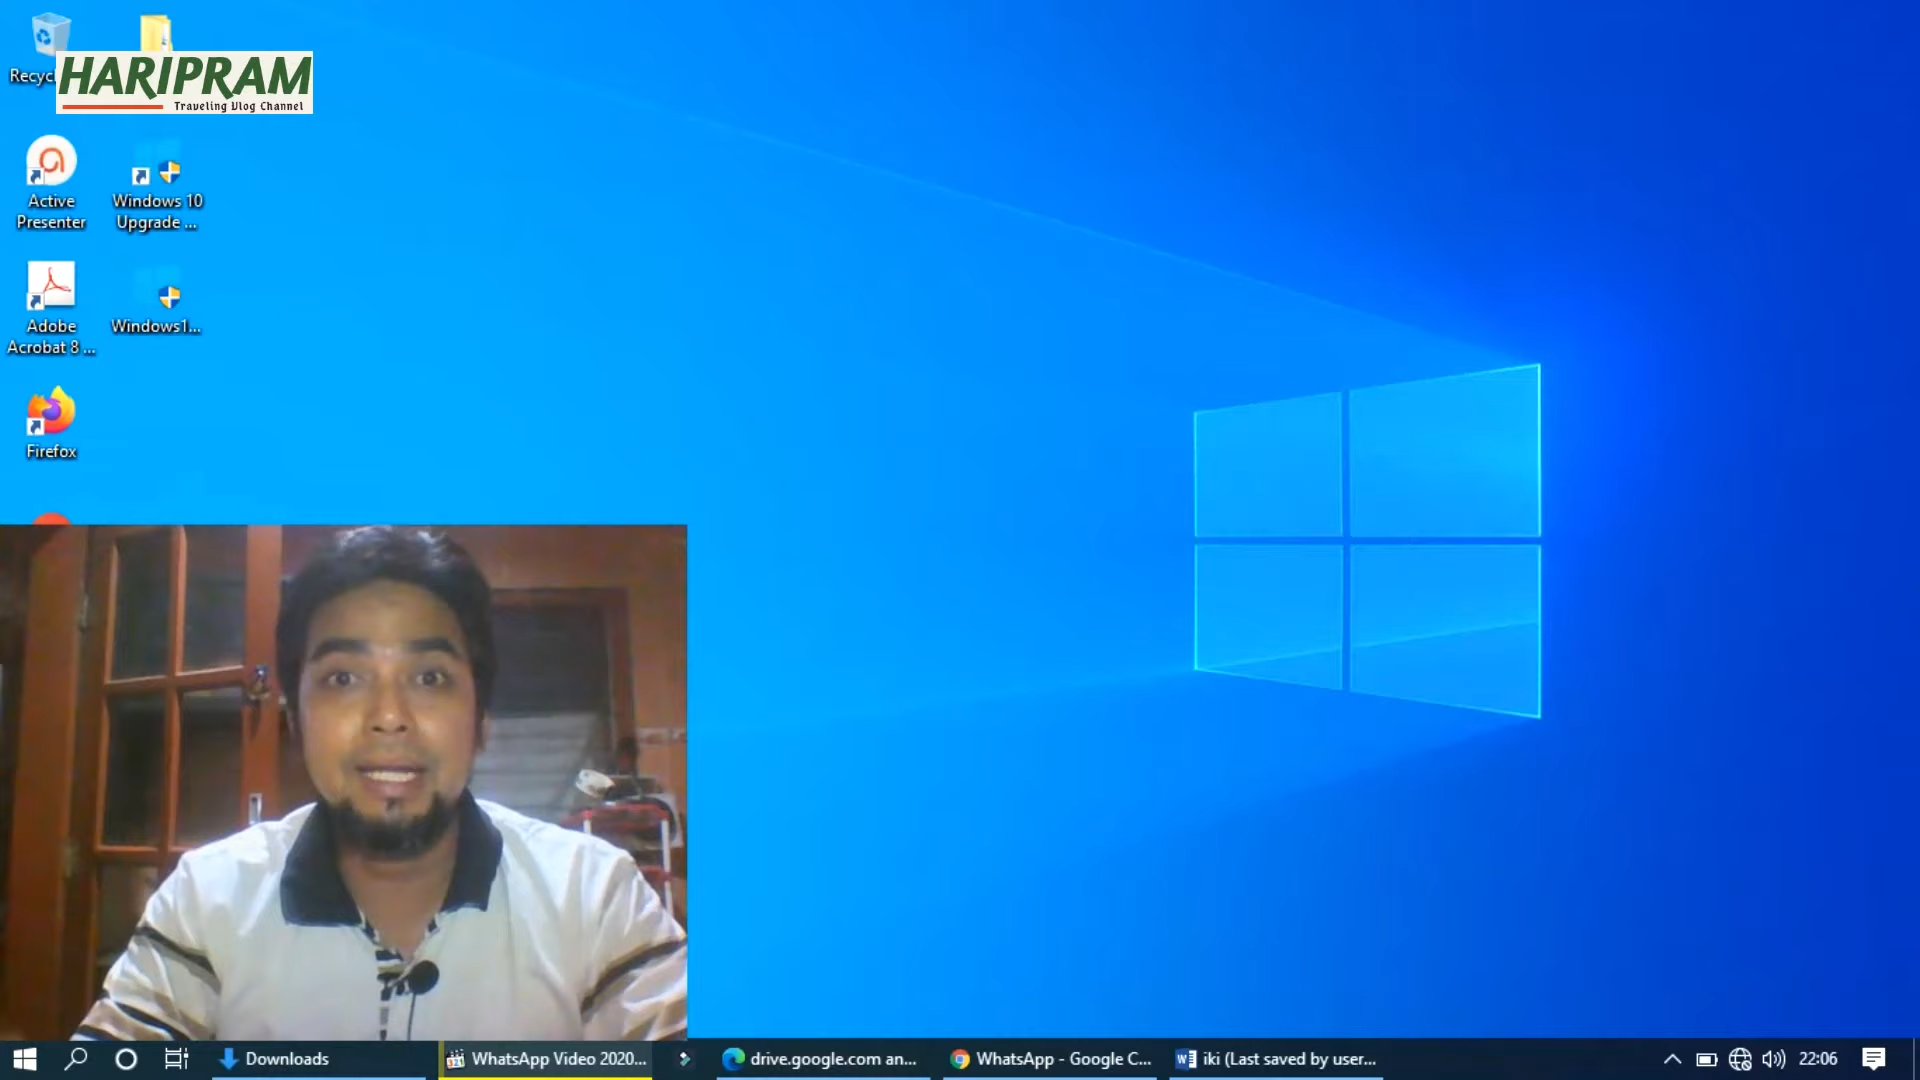 Recyc
HARIPRAM
Traveling Vlog Channel
Active
Presenter
Windows 10
Upgrade ...
Adobe
Acrobat 8 ...
Windows1...
Firefox
Downloads
WhatsApp Video 2020...
drive.google.com an...
WhatsApp - Google C...
iki (Last saved by user...
22:06